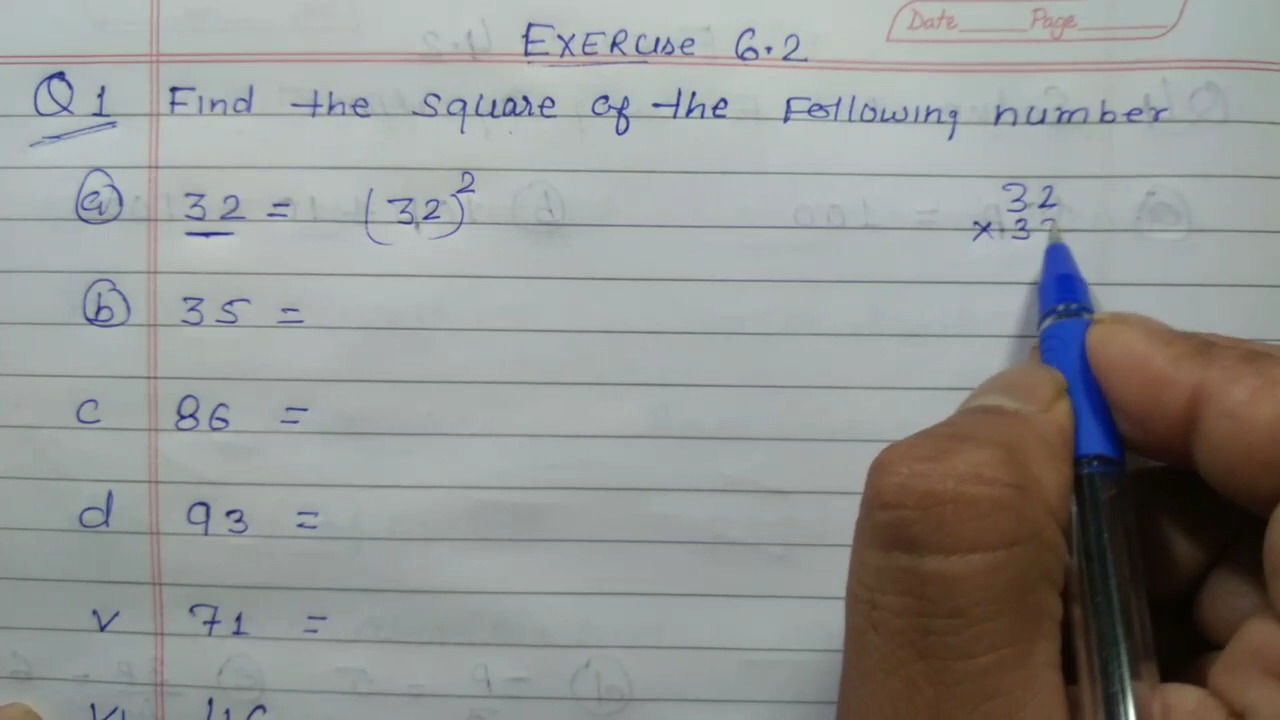 Date Page
EXERCISE 6.2
Q1 Find the square of the Following number
a 32 = (32)²
32
× 3
b 35 =
c 86 =
d 93 =
v 71 =